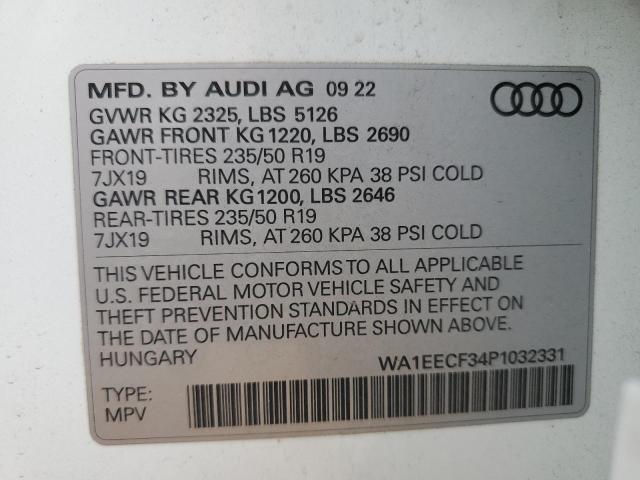 MFD. BY AUDI AG 09 22
GVWR KG 2325, LBS 5126
GAWR FRONT KG 1220, LBS 2690
FRONT-TIRES 235/50 R19
7JX19 RIMS, AT 260 KPA 38 PSI COLD
GAWR REAR KG 1200, LBS 2646
REAR-TIRES 235/50 R19
7JX19 RIMS, AT 260 KPA 38 PSI COLD
THIS VEHICLE CONFORMS TO ALL APPLICABLE
U.S. FEDERAL MOTOR VEHICLE SAFETY AND
THEFT PREVENTION STANDARDS IN EFFECT ON
THE DATE OF MANUFACTURE SHOWN ABOVE.
HUNGARY WA1EECF34P1032331
TYPE:
MPV